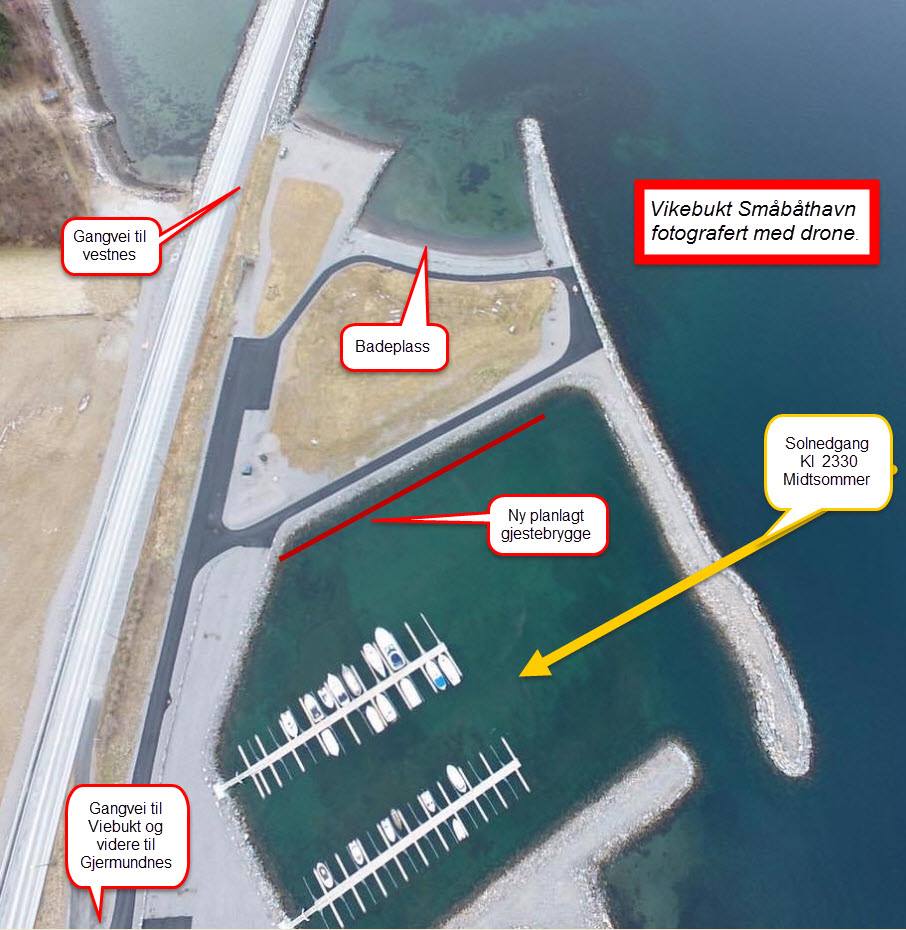 Vikebukt Småbåthavn
fotografert med drone.
Gangvei til
vestnes
Badeplass
Solnedgang
Kl 2330
Midtsommer
Ny planlagt
gjestebrygge
Gangvei til
Viebukt og
videre til
Gjermundnes